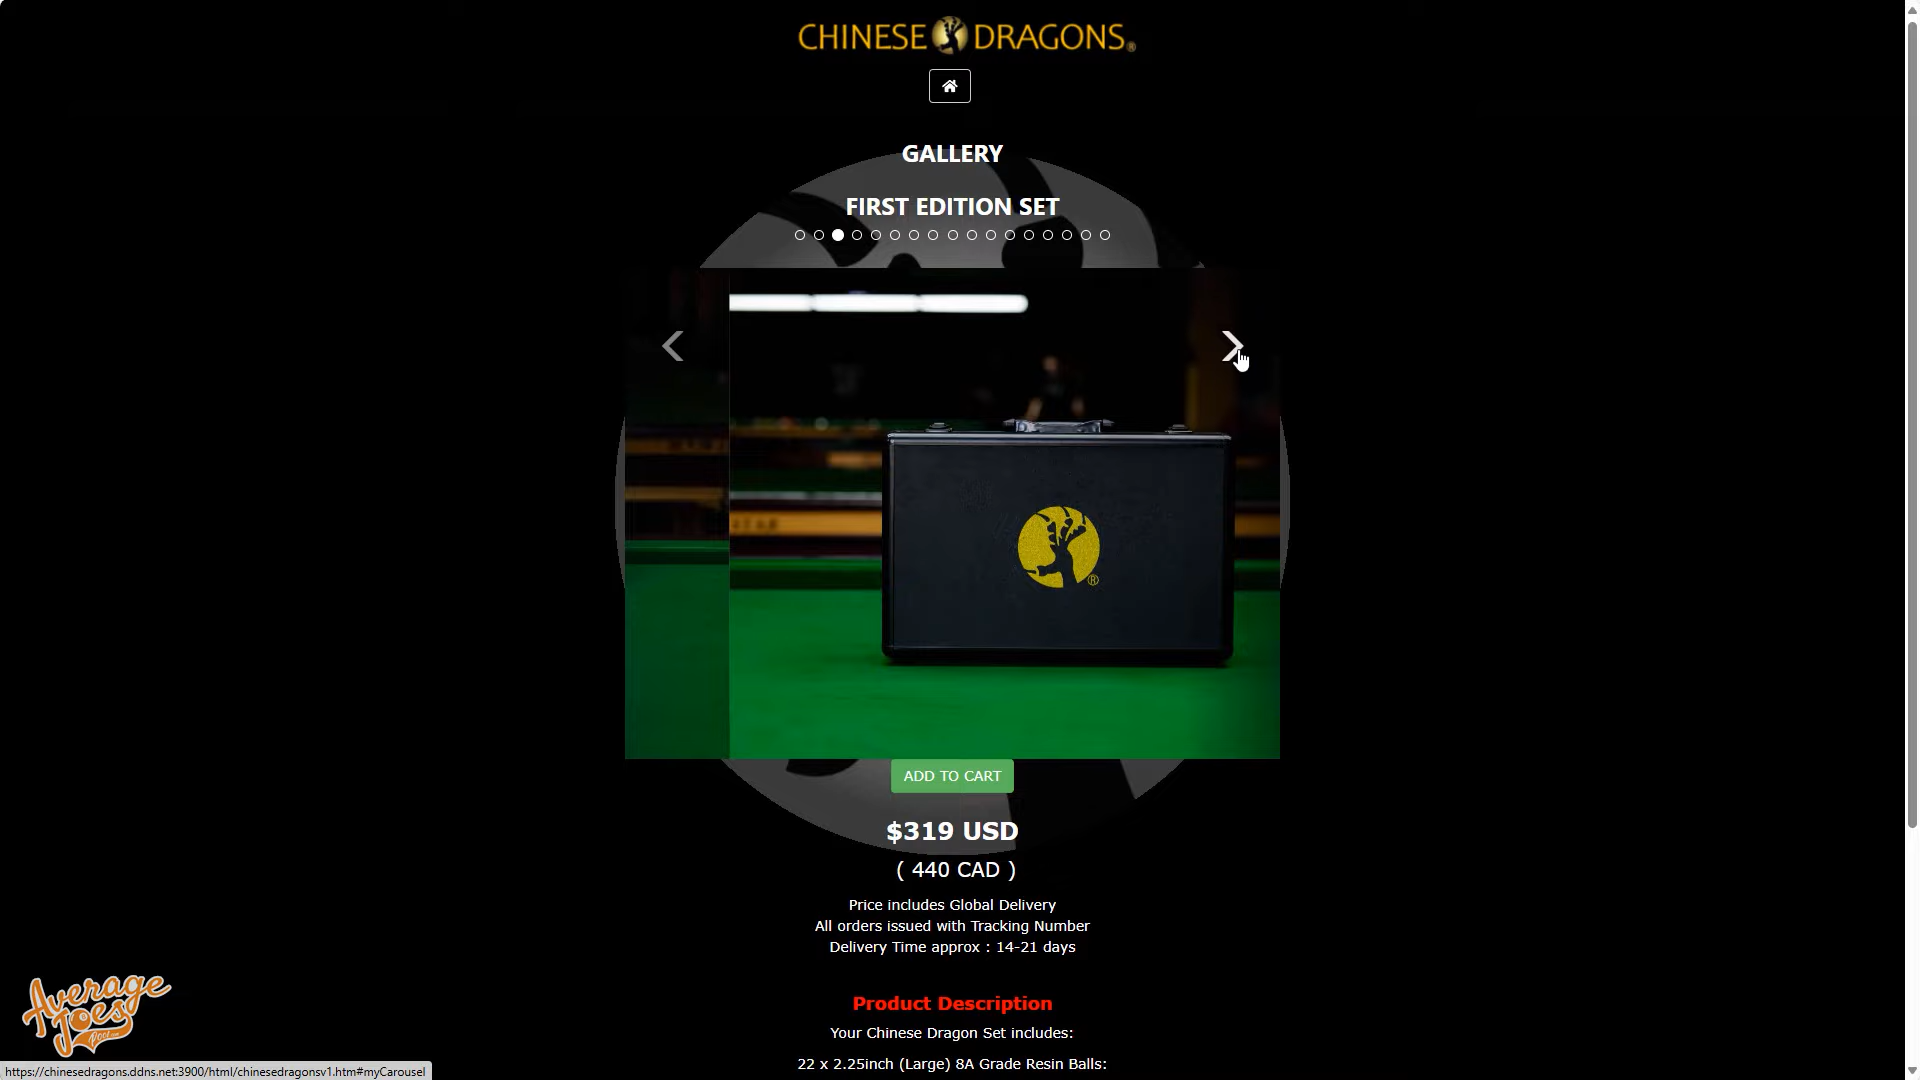 CHINESE DRAGONS®
GALLERY
FIRST EDITION SET
®
ADD TO CART
$319 USD
( 440 CAD )
Price includes Global Delivery
All orders issued with Tracking Number
Delivery Time approx : 14-21 days
Product Description
Your Chinese Dragon Set includes:
22 x 2.25inch (Large) 8A Grade Resin Balls:
Average
Joes
https://chinesedragons.ddns.net:3900/html/chinesedragonsv1.htm#myCarousel